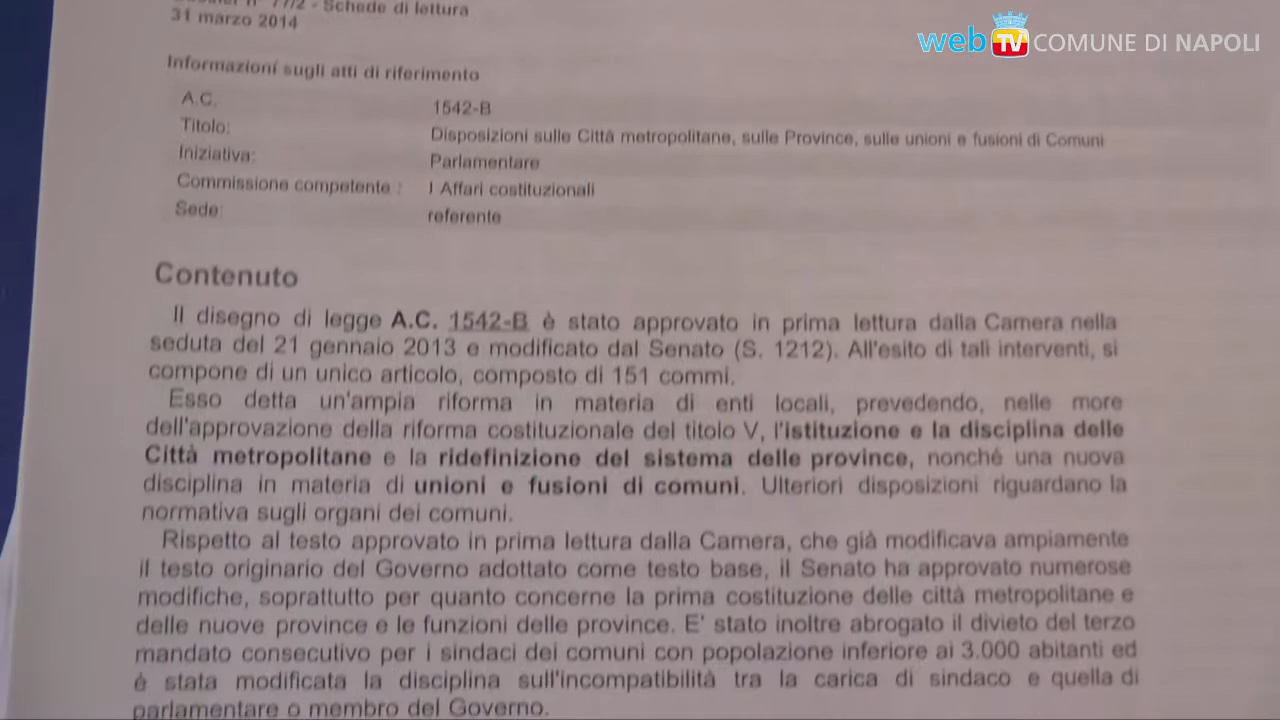 n° 77/2 - Schede di lettura
31 marzo 2014
web TV COMUNE DI NAPOLI
Informazioni sugli atti di riferimento
A.C. 1542-B
Titolo: Disposizioni sulle Città metropolitane, sulle Province, sulle unioni e fusioni di Comuni
Iniziativa: Parlamentare
Commissione competente : I Affari costituzionali
Sede: referente
Contenuto
Il disegno di legge A.C. 1542-B è stato approvato in prima lettura dalla Camera nella
seduta del 21 gennaio 2013 e modificato dal Senato (S. 1212). All'esito di tali interventi, si
compone di un unico articolo, composto di 151 commi.
Esso detta un'ampia riforma in materia di enti locali, prevedendo, nelle more
dell'approvazione della riforma costituzionale del titolo V, l'istituzione e la disciplina delle
Città metropolitane e la ridefinizione del sistema delle province, nonché una nuova
disciplina in materia di unioni e fusioni di comuni. Ulteriori disposizioni riguardano la
normativa sugli organi dei comuni.
Rispetto al testo approvato in prima lettura dalla Camera, che già modificava ampiamente
il testo originario del Governo adottato come testo base, il Senato ha approvato numerose
modifiche, soprattutto per quanto concerne la prima costituzione delle città metropolitane e
delle nuove province e le funzioni delle province. E' stato inoltre abrogato il divieto del terzo
mandato consecutivo per i sindaci dei comuni con popolazione inferiore ai 3.000 abitanti ed
è stata modificata la disciplina sull'incompatibilità tra la carica di sindaco e quella di
parlamentare o membro del Governo.